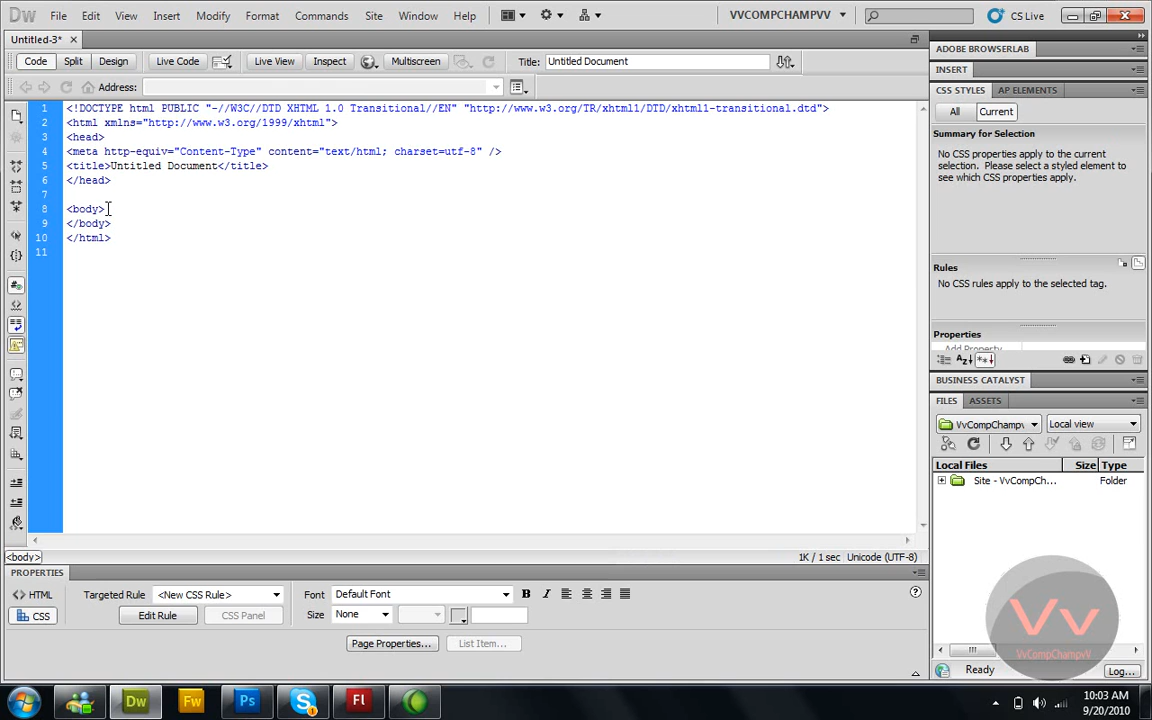 Dw File Edit View Insert Modify Format Commands Site Window Help VVCOMPCHAMPVV CS Live
Untitled-3*
Code Split Design Live Code Live View Inspect Multiscreen Title: Untitled Document
Address:
1 <!DOCTYPE html PUBLIC "-//W3C//DTD XHTML 1.0 Transitional//EN" "http://www.w3.org/TR/xhtml1/DTD/xhtml1-transitional.dtd">
2 <html xmlns="http://www.w3.org/1999/xhtml">
3 <head>
4 <meta http-equiv="Content-Type" content="text/html; charset=utf-8" />
5 <title>Untitled Document</title>
6 </head>
7
8 <body>
9 </body>
10 </html>
11
<body> 1K / 1 sec Unicode (UTF-8)
PROPERTIES
<> HTML Targeted Rule <New CSS Rule> Font Default Font B I
CSS Edit Rule CSS Panel Size None
Page Properties... List Item...
ADOBE BROWSERLAB
INSERT
CSS STYLES AP ELEMENTS
All Current
Summary for Selection
No CSS properties apply to the current
selection. Please select a styled element
to see which CSS properties apply.
Rules
No CSS rules apply to the selected tag.
Properties
Add Property
BUSINESS CATALYST
FILES ASSETS
VvCompChampv Local view
Local Files Size Type
Site - VvCompCh... Folder
Vv
VvCompChampvV
Ready Log...
Dw Fw Ps S Fl
10:03 AM
9/20/2010